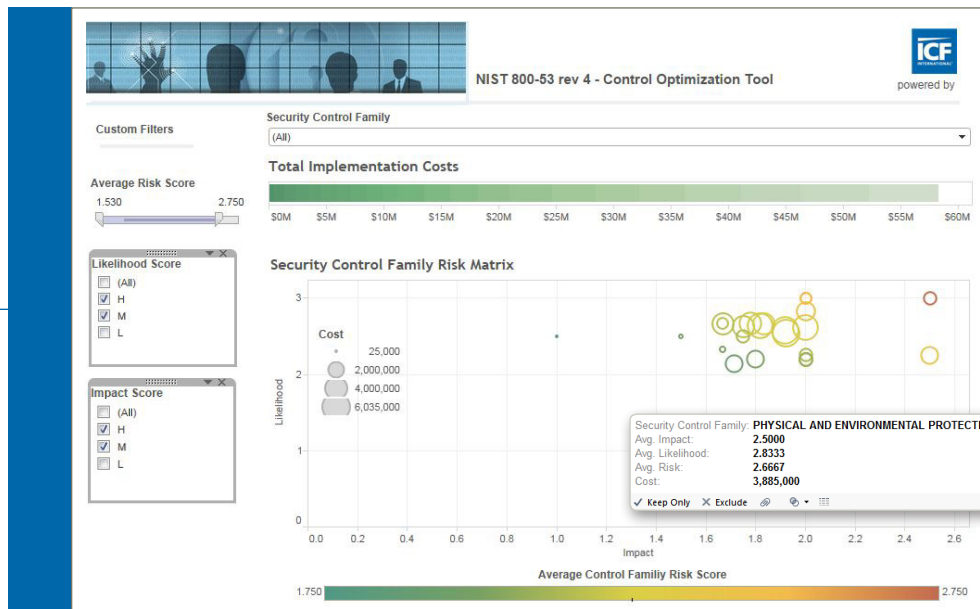 ICF
INTERNATIONAL
NIST 800-53 rev 4 - Control Optimization Tool
powered by
Custom Filters
Security Control Family
(All)
Total Implementation Costs
Average Risk Score
1.530 2.750
$0M $5M $10M $15M $20M $25M $30M $35M $40M $45M $50M $55M $60M
Likelihood Score
(All)
H
M
L
Impact Score
(All)
H
M
L
Security Control Family Risk Matrix
3
2
1
0
Likelihood
Cost
25,000
2,000,000
4,000,000
6,035,000
Security Control Family: PHYSICAL AND ENVIRONMENTAL PROTECTI
Avg. Impact: 2.5000
Avg. Likelihood: 2.8333
Avg. Risk: 2.6667
Cost: 3,885,000
Keep Only Exclude
0.0 0.2 0.4 0.6 0.8 1.0 1.2 1.4 1.6 1.8 2.0 2.2 2.4 2.6
Impact
Average Control Familiy Risk Score
1.750 2.750